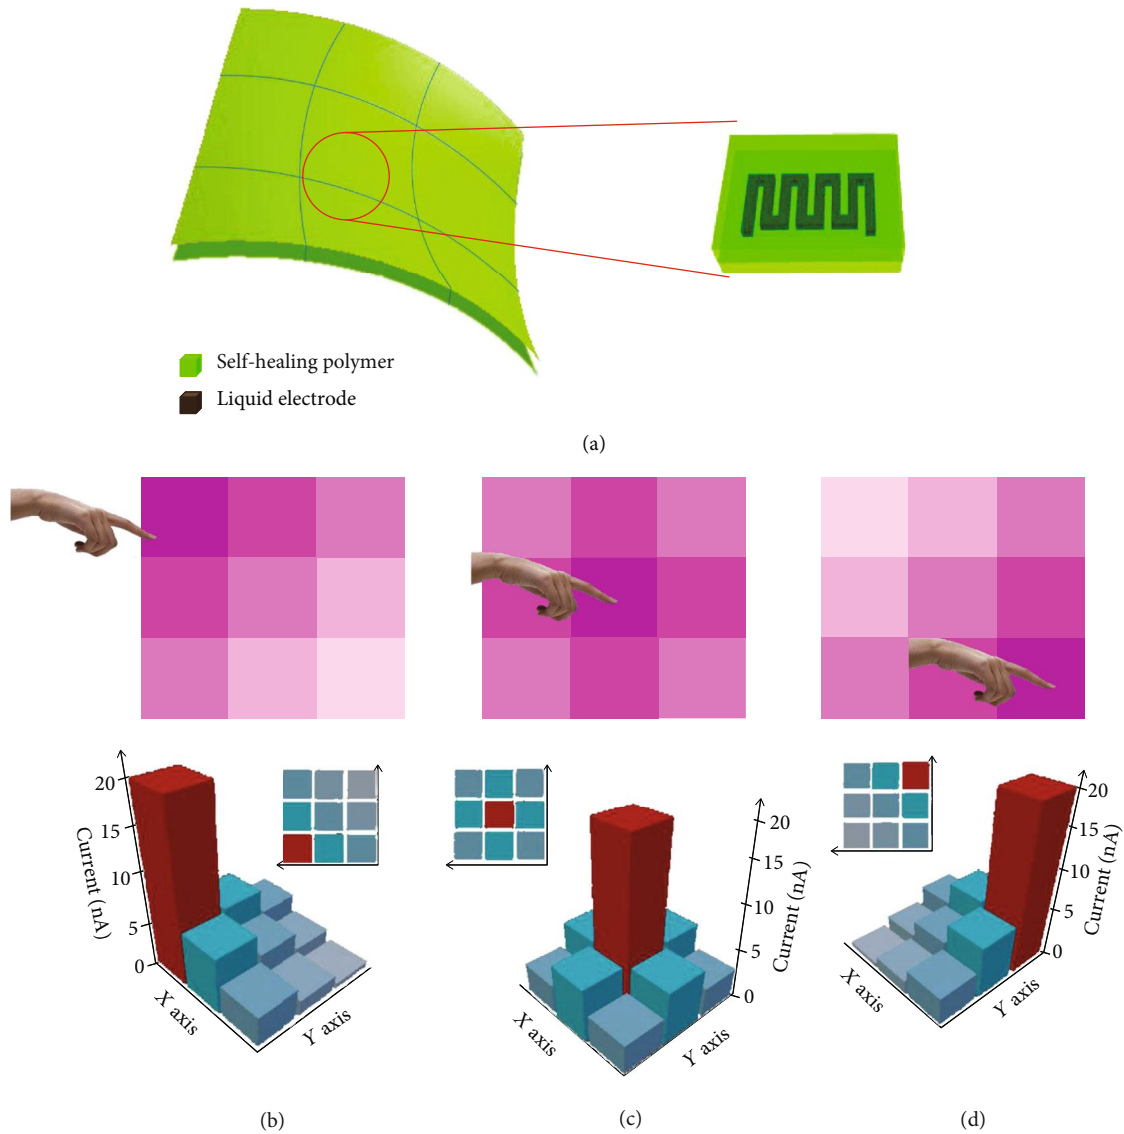 Self-healing polymer
Liquid electrode
(a)
20
15
10
5
0
Current (nA)
X axis
Y axis
(b)
20
15
10
5
0
Current (nA)
X axis
Y axis
(c)
20
15
10
5
0
Current (nA)
X axis
Y axis
(d)